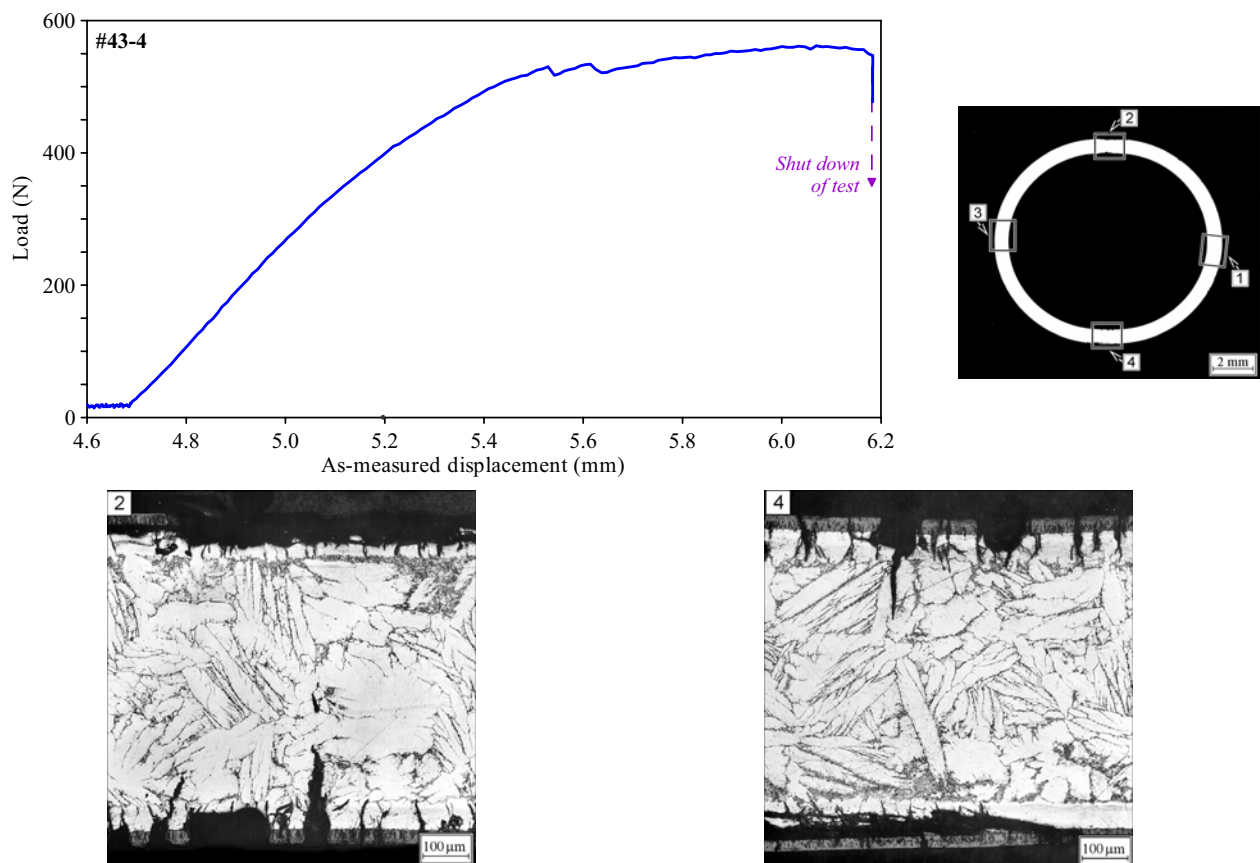 #43-4
600
400
200
0
Load (N)
Shut down
of test
4.6 4.8 5.0 5.2 5.4 5.6 5.8 6.0 6.2
As-measured displacement (mm)
2
3
1
4
2 mm
2
100 μm
4
100 μm